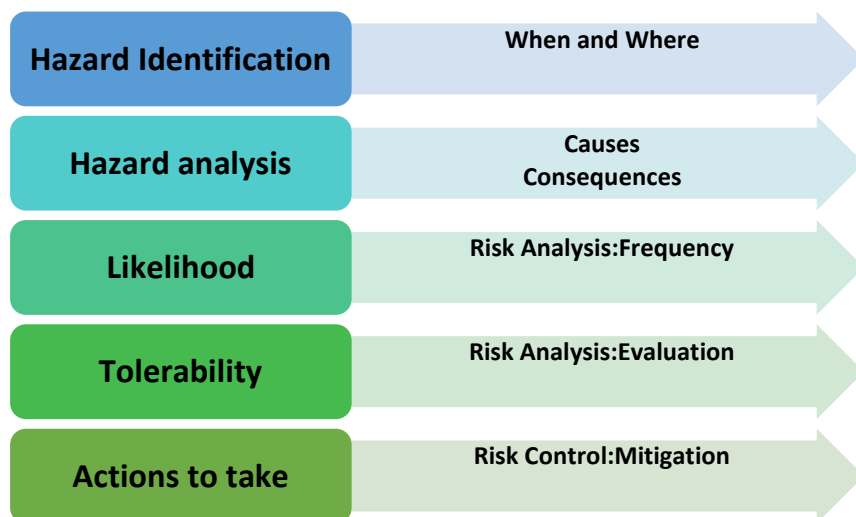 Hazard Identification
When and Where
Hazard analysis
Causes
Consequences
Likelihood
Risk Analysis:Frequency
Tolerability
Risk Analysis:Evaluation
Actions to take
Risk Control:Mitigation